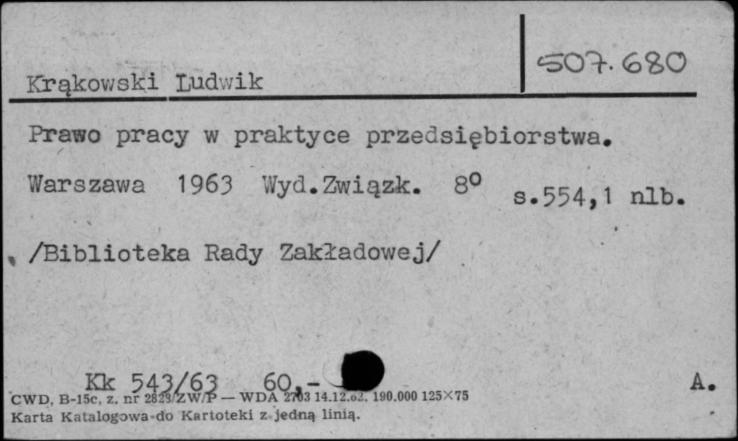 507.680
Krąkowski Ludwik
Prawo pracy w praktyce przedsiębiorstwa.
Warszawa 1963 Wyd.Związk. 8° s.554,1 nlb.
/Biblioteka Rady Zakładowej/
Kk 543/63 60,- A.
CWD, B-15c, z. nr 2829/ZW/P — WDA 2703 14.12.62. 190.000 125×75
Karta Katalogowa do Kartoteki z jedną linią.